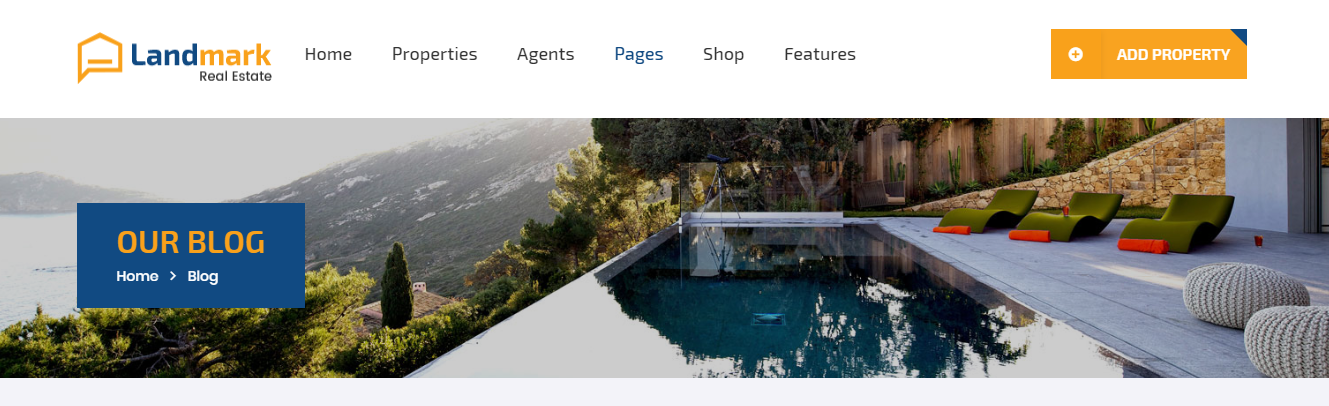 Landmark
Real Estate
Home Properties Agents Pages Shop Features
ADD PROPERTY
OUR BLOG
Home > Blog